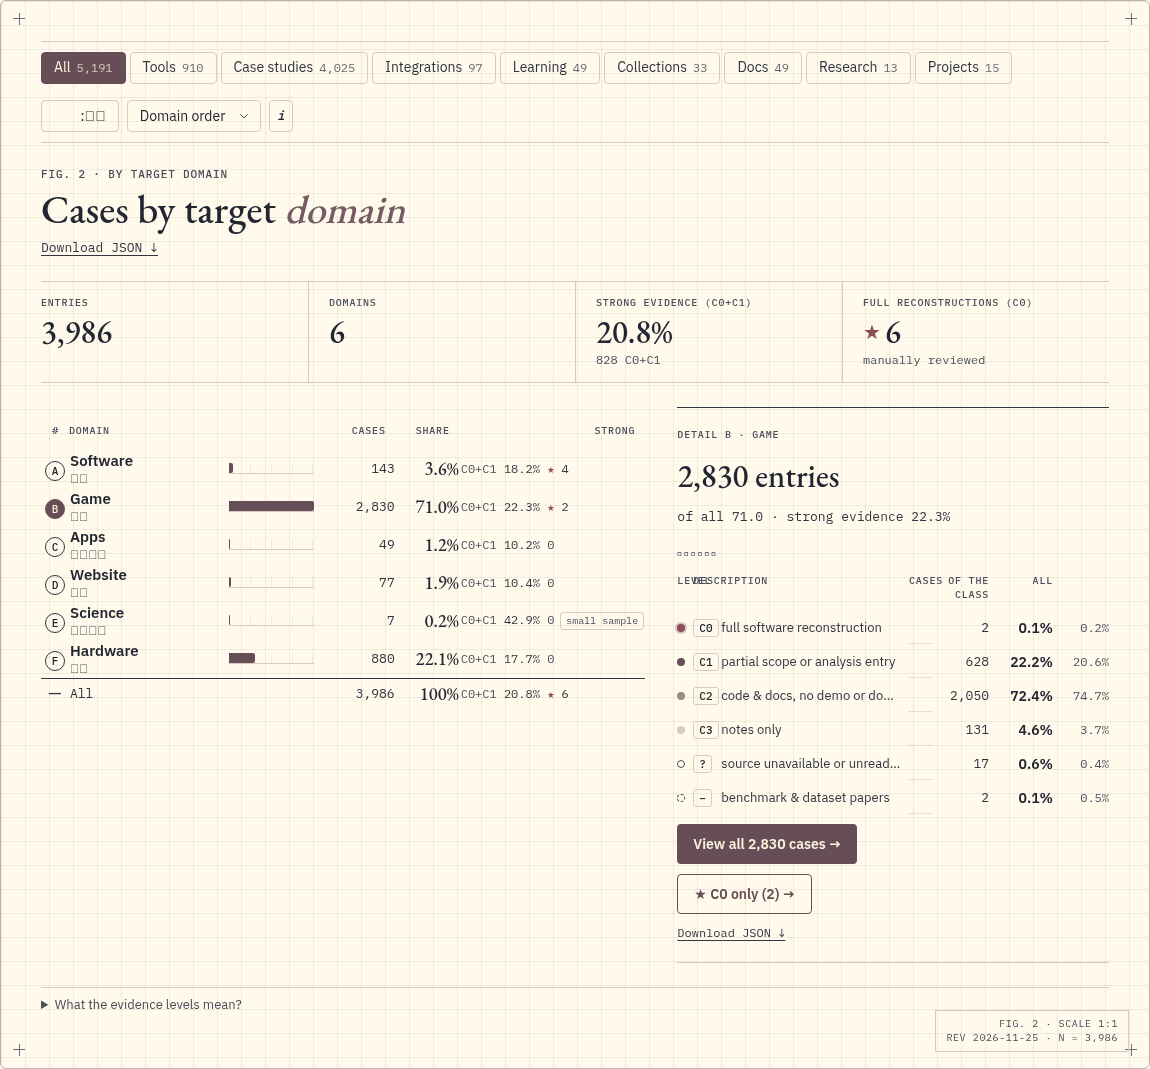 All 5,191
Tools 910
Case studies 4,025
Integrations 97
Learning 49
Collections 33
Docs 49
Research 13
Projects 15
Domain order
i
FIG. 2 · BY TARGET DOMAIN
Cases by target domain
Download JSON ↓
ENTRIES
3,986
DOMAINS
6
STRONG EVIDENCE (C0+C1)
20.8%
828 C0+C1
FULL RECONSTRUCTIONS (C0)
★ 6
manually reviewed
# DOMAIN CASES SHARE STRONG
A Software 143 3.6% C0+C1 18.2% ★ 4
B Game 2,830 71.0% C0+C1 22.3% ★ 2
C Apps 49 1.2% C0+C1 10.2% 0
D Website 77 1.9% C0+C1 10.4% 0
E Science 7 0.2% C0+C1 42.9% 0 small sample
F Hardware 880 22.1% C0+C1 17.7% 0
— All 3,986 100% C0+C1 20.8% ★ 6
DETAIL B · GAME
2,830 entries
of all 71.0 · strong evidence 22.3%
LEVEL DESCRIPTION CASES OF THE CLASS ALL
C0 full software reconstruction 2 0.1% 0.2%
C1 partial scope or analysis entry 628 22.2% 20.6%
C2 code & docs, no demo or do… 2,050 72.4% 74.7%
C3 notes only 131 4.6% 3.7%
? source unavailable or unread… 17 0.6% 0.4%
– benchmark & dataset papers 2 0.1% 0.5%
View all 2,830 cases →
★ C0 only (2) →
Download JSON ↓
▶ What the evidence levels mean?
FIG. 2 · SCALE 1:1
REV 2026-11-25 · N = 3,986